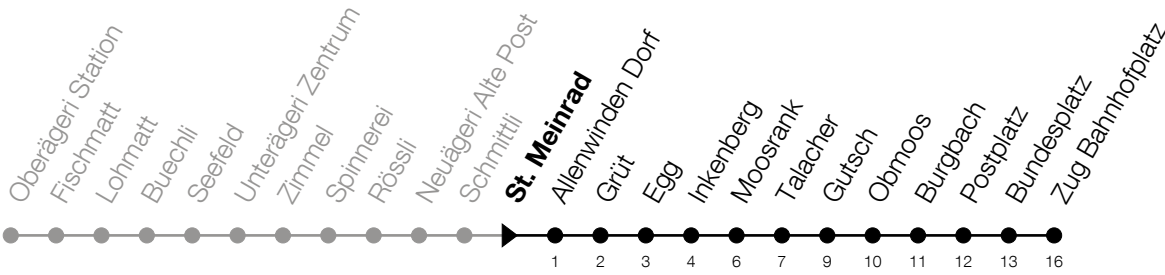 Oberägeri Station
Fischmatt
Lohmatt
Buechli
Seefeld
Unterägeri Zentrum
Zimmel
Spinnerei
Rössli
Neuägeri Alte Post
Schmittli
St. Meinrad
Allenwinden Dorf
Grüt
Egg
Inkenberg
Moosrank
Talacher
Gutsch
Obmoos
Burgbach
Postplatz
Bundesplatz
Zug Bahnhofplatz
1 2 3 4 6 7 9 10 11 12 13 16